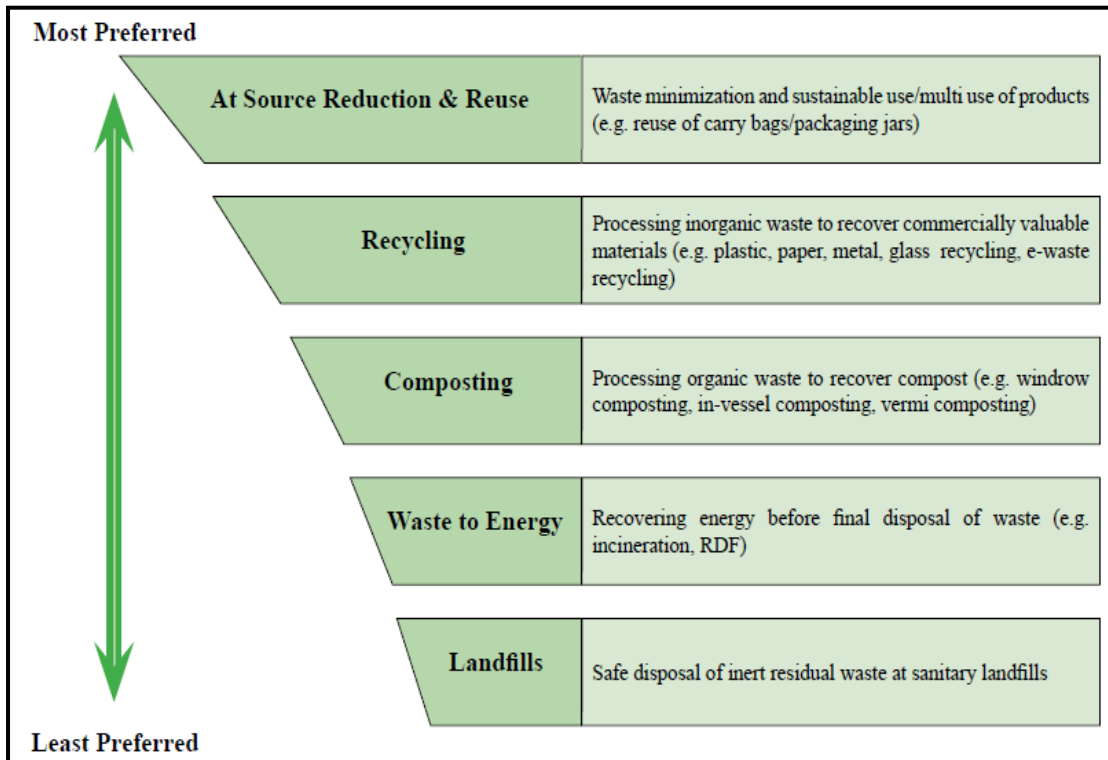 Most Preferred
At Source Reduction & Reuse
Waste minimization and sustainable use/multi use of products
(e.g. reuse of carry bags/packaging jars)
Recycling
Processing inorganic waste to recover commercially valuable
materials (e.g. plastic, paper, metal, glass recycling, e-waste
recycling)
Composting
Processing organic waste to recover compost (e.g. windrow
composting, in-vessel composting, vermi composting)
Waste to Energy
Recovering energy before final disposal of waste (e.g.
incineration, RDF)
Landfills
Safe disposal of inert residual waste at sanitary landfills
Least Preferred